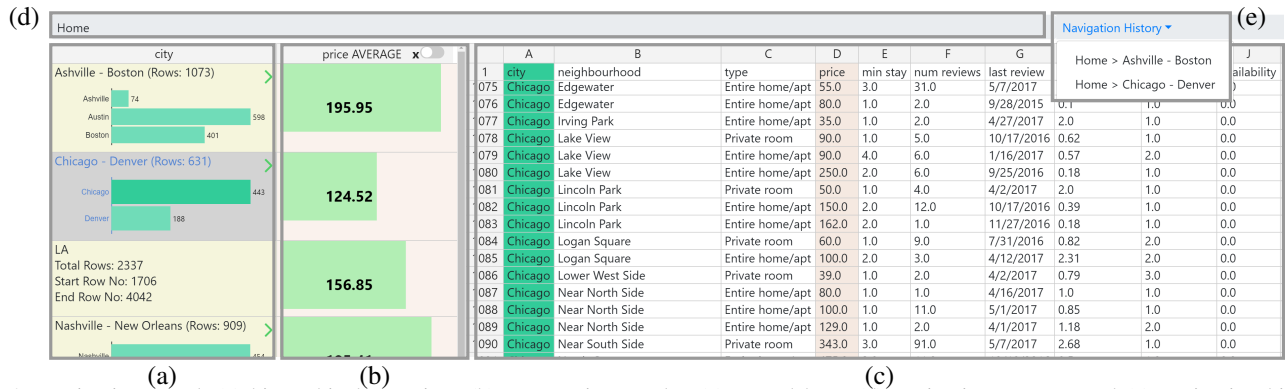 (d)
Home
Navigation History
(e)
Home > Ashville - Boston
Home > Chicago - Denver
city
Ashville - Boston (Rows: 1073)
Ashville 74
Austin 598
Boston 401
Chicago - Denver (Rows: 631)
Chicago 443
Denver 188
LA
Total Rows: 2337
Start Row No: 1706
End Row No: 4042
Nashville - New Orleans (Rows: 909)
Nashville 454
price AVERAGE x
195.95
124.52
156.85
A B C D E F G J
1 city neighbourhood type price min stay num reviews last review
075 Chicago Edgewater Entire home/apt 55.0 3.0 31.0 5/7/2017
076 Chicago Edgewater Entire home/apt 80.0 1.0 2.0 9/28/2015 0.1 1.0 0.0
077 Chicago Irving Park Entire home/apt 35.0 1.0 2.0 4/27/2017 2.0 1.0 0.0
078 Chicago Lake View Private room 90.0 1.0 5.0 10/17/2016 0.62 1.0 0.0
079 Chicago Lake View Entire home/apt 90.0 4.0 6.0 1/16/2017 0.57 2.0 0.0
080 Chicago Lake View Entire home/apt 250.0 2.0 6.0 9/25/2016 0.18 1.0 0.0
081 Chicago Lincoln Park Private room 50.0 1.0 4.0 4/2/2017 2.0 1.0 0.0
082 Chicago Lincoln Park Entire home/apt 150.0 2.0 12.0 10/17/2016 0.39 1.0 0.0
083 Chicago Lincoln Park Entire home/apt 162.0 2.0 1.0 11/27/2016 0.18 1.0 0.0
084 Chicago Logan Square Private room 60.0 1.0 9.0 7/31/2016 0.82 2.0 0.0
085 Chicago Logan Square Entire home/apt 100.0 2.0 3.0 4/12/2017 2.31 2.0 0.0
086 Chicago Lower West Side Private room 39.0 1.0 2.0 4/2/2017 0.79 3.0 0.0
087 Chicago Near North Side Entire home/apt 80.0 1.0 1.0 4/16/2017 1.0 1.0 0.0
088 Chicago Near North Side Entire home/apt 100.0 1.0 11.0 5/1/2017 0.85 1.0 0.0
089 Chicago Near North Side Entire home/apt 129.0 1.0 2.0 4/1/2017 1.18 2.0 0.0
090 Chicago Near South Side Entire home/apt 343.0 3.0 91.0 5/7/2017 2.68 1.0 0.0
(a)
(b)
(c)